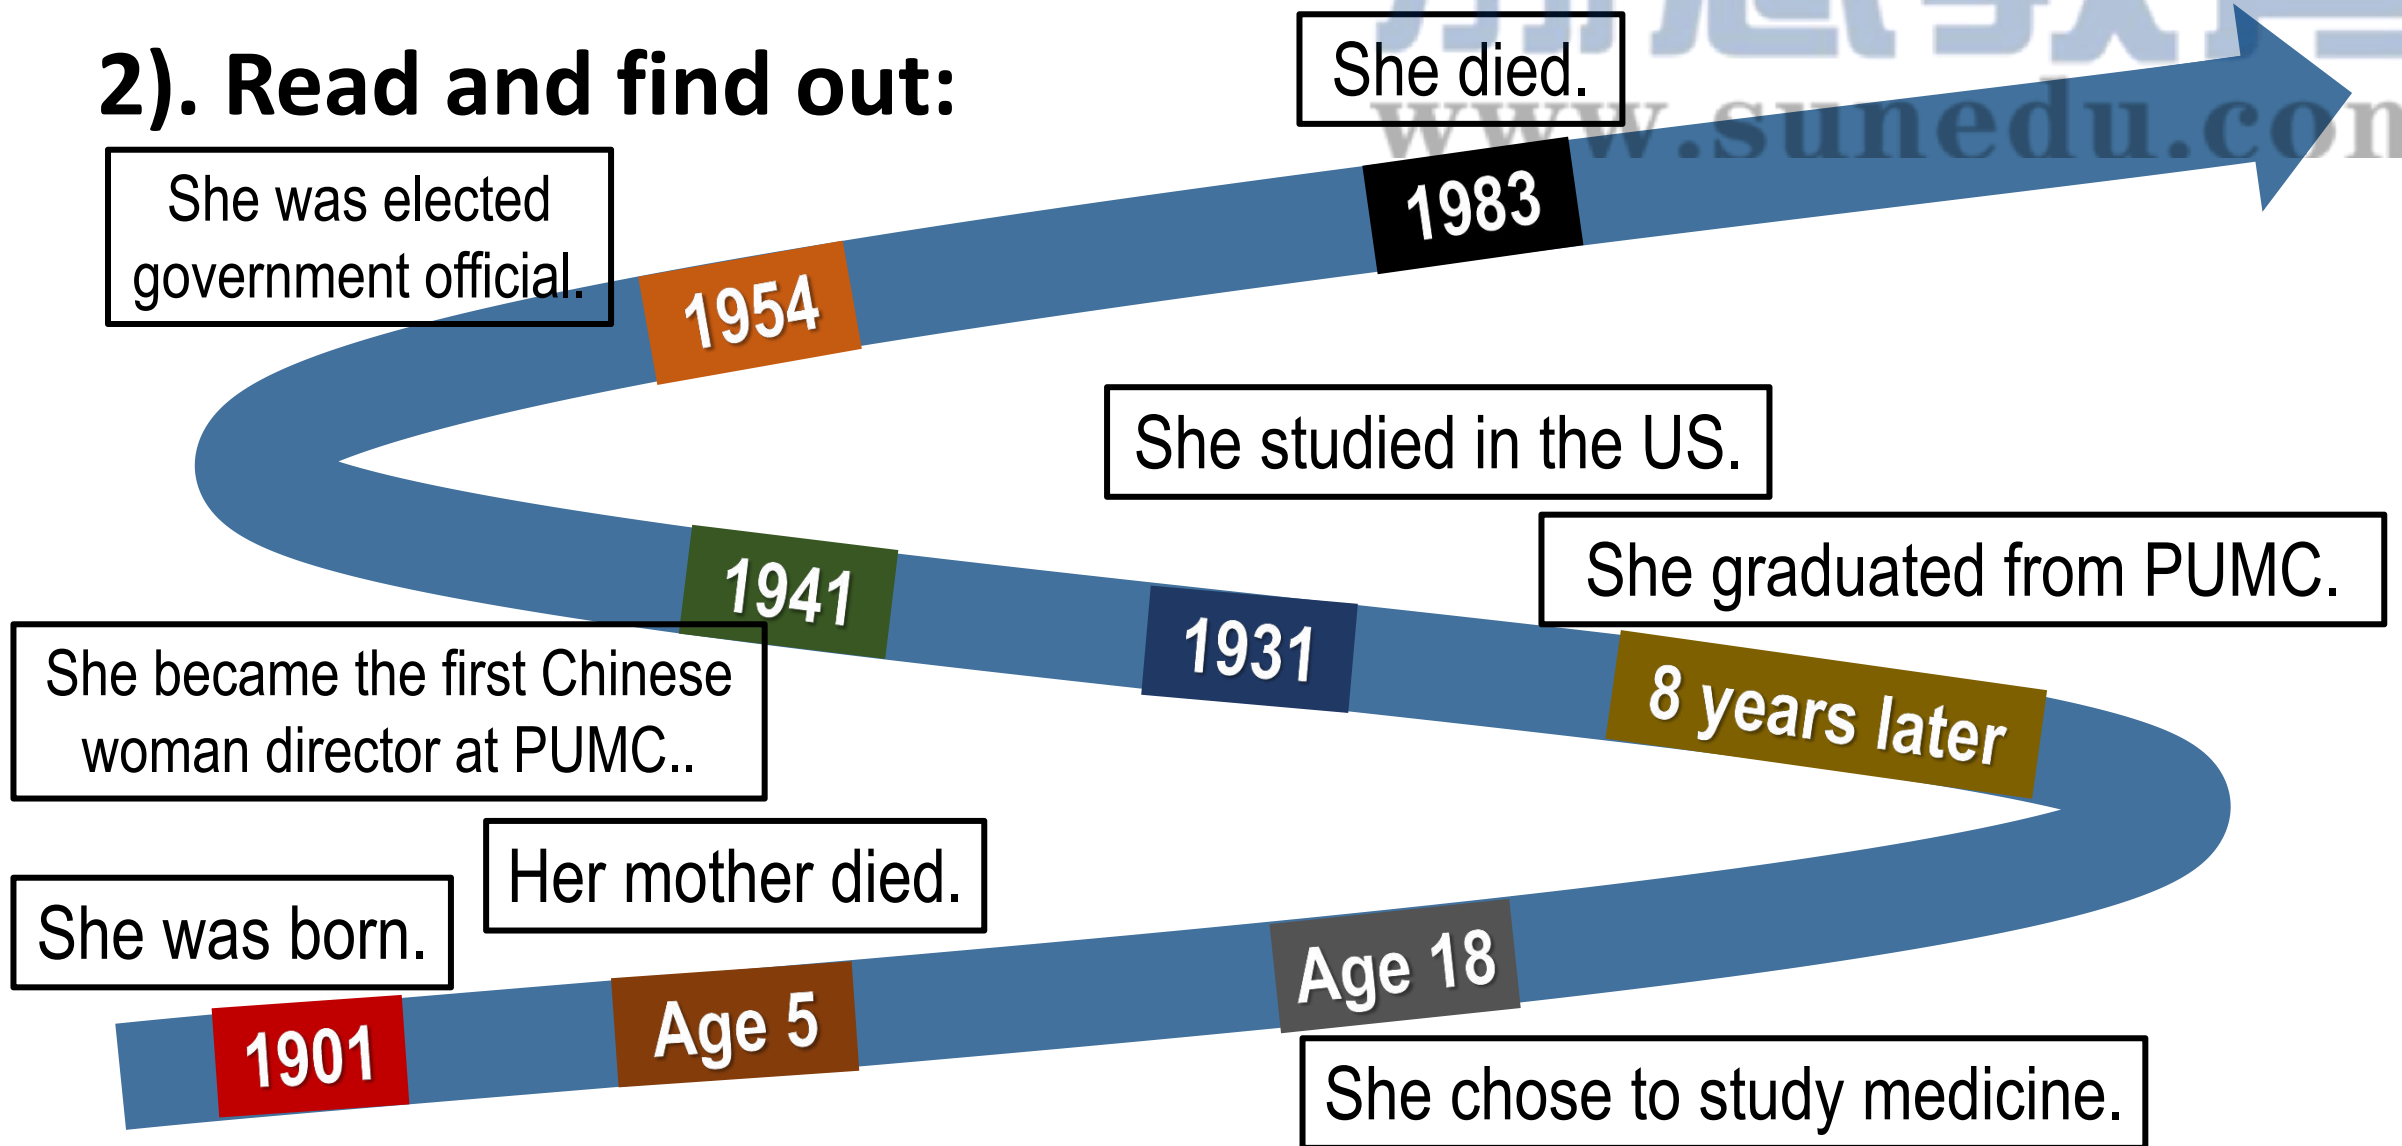 2). Read and find out:
She died.
www.sunedu.com
1983
She was elected
government official.
1954
She studied in the US.
She graduated from PUMC.
1941
1931
8 years later
She became the first Chinese
woman director at PUMC..
Her mother died.
She was born.
Age 18
Age 5
1901
She chose to study medicine.